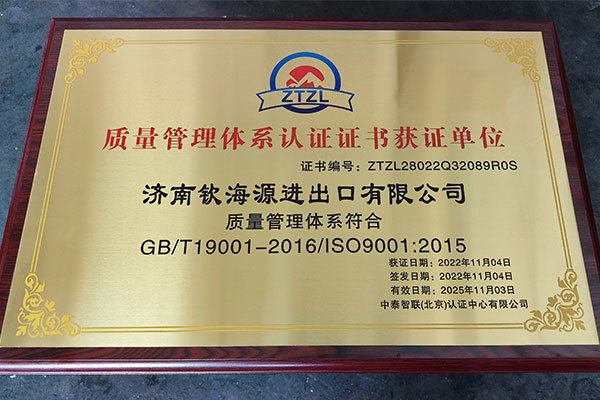 ZTZL
质量管理体系认证证书获证单位
证书编号：ZTZL28022Q32089R0S
济南钦海源进出口有限公司
质量管理体系符合
GB/T19001-2016/ISO9001:2015
获证日期：2022年11月04日
签发日期：2022年11月04日
有效日期：2025年11月03日
中泰智联(北京)认证中心有限公司